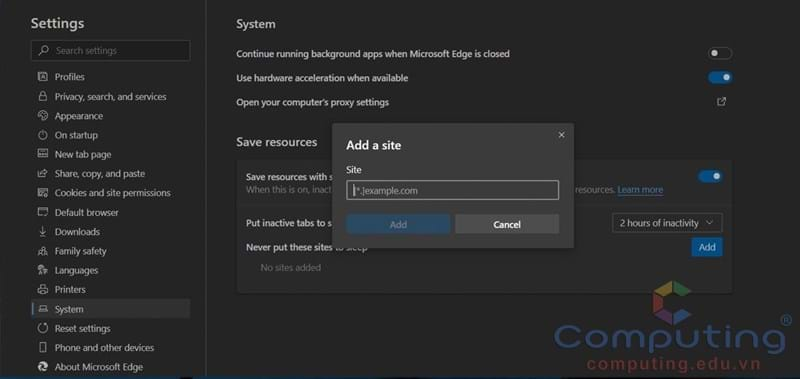 Settings
Search settings
Profiles
Privacy, search, and services
Appearance
On startup
New tab page
Share, copy, and paste
Cookies and site permissions
Default browser
Downloads
Family safety
Languages
Printers
System
Reset settings
Phone and other devices
About Microsoft Edge
System
Continue running background apps when Microsoft Edge is closed
Use hardware acceleration when available
Open your computer's proxy settings
Save resources
Save resources with s
When this is on, inact
resources. Learn more
Put inactive tabs to s
2 hours of inactivity
Never put these sites to sleep
Add
No sites added
Add a site
Site
[*.]example.com
Add
Cancel
Computing®
computing.edu.vn